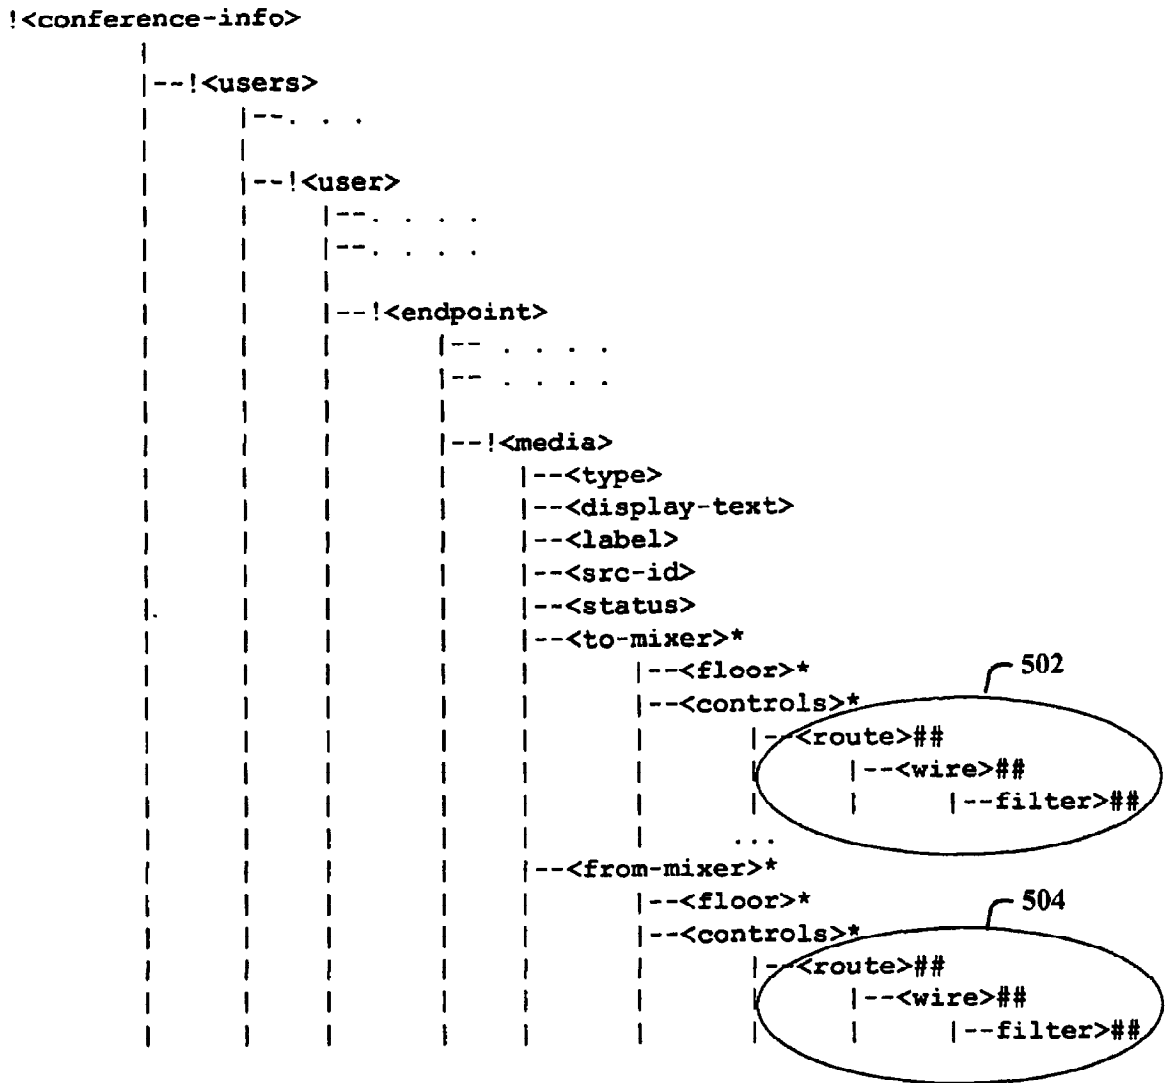 !<conference-info>
|
|--!<users>
| |--. . .
| |
| |--!<user>
| | |--. . . .
| | |--. . . .
| | |
| | |--!<endpoint>
| | | |-- . . . .
| | | |-- . . . .
| | | |
| | | |--!<media>
| | | | |--<type>
| | | | |--<display-text>
| | | | |--<label>
| | | | |--<src-id>
| | | | |--<status>
| | | | |--<to-mixer>*
| | | | | |--<floor>* 502
| | | | | |--<controls>*
| | | | | | |--<route>##
| | | | | | | |--<wire>##
| | | | | | | | |--filter>##
| | | | | | ...
| | | | |--<from-mixer>*
| | | | | |--<floor>* 504
| | | | | |--<controls>*
| | | | | | |--<route>##
| | | | | | | |--<wire>##
| | | | | | | | |--filter>##